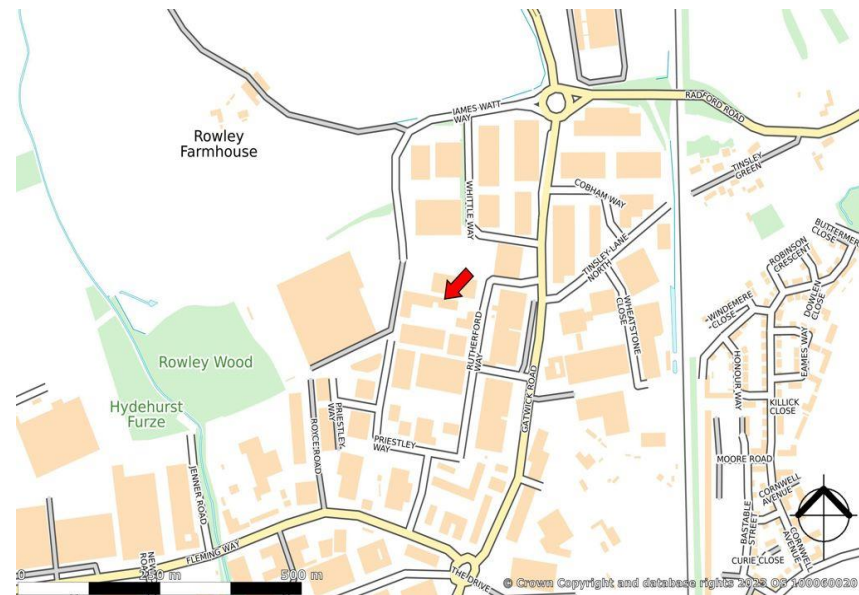 JAMES WATT
WAY
RADFORD ROAD
Rowley
Farmhouse
TINSLEY
GREEN
WHITTLE WAY
COBHAM WAY
BUTTERMERE
CLOSE
ROBINSON
CRESCENT
TINSLEY LANE
NORTH
DOWLEN
CLOSE
WINDEMERE
CLOSE
WHEATSTONE
CLOSE
RUTHERFORD
WAY
EAMES WAY
Rowley Wood
HONOUR WAY
GATWICK ROAD
Hydehurst
Furze
KILLICK
CLOSE
PRIESTLEY
WAY
ROYCE ROAD
PRIESTLEY
WAY
MOORE ROAD
JENNER ROAD
CORNWELL
AVENUE
BASTABLE
STREET
CORNWELL
AVENUE
FLEMING WAY
CURIE CLOSE
THE DRIVE
0 250 m 500 m
© Crown Copyright and database rights 2023 OS 100060020